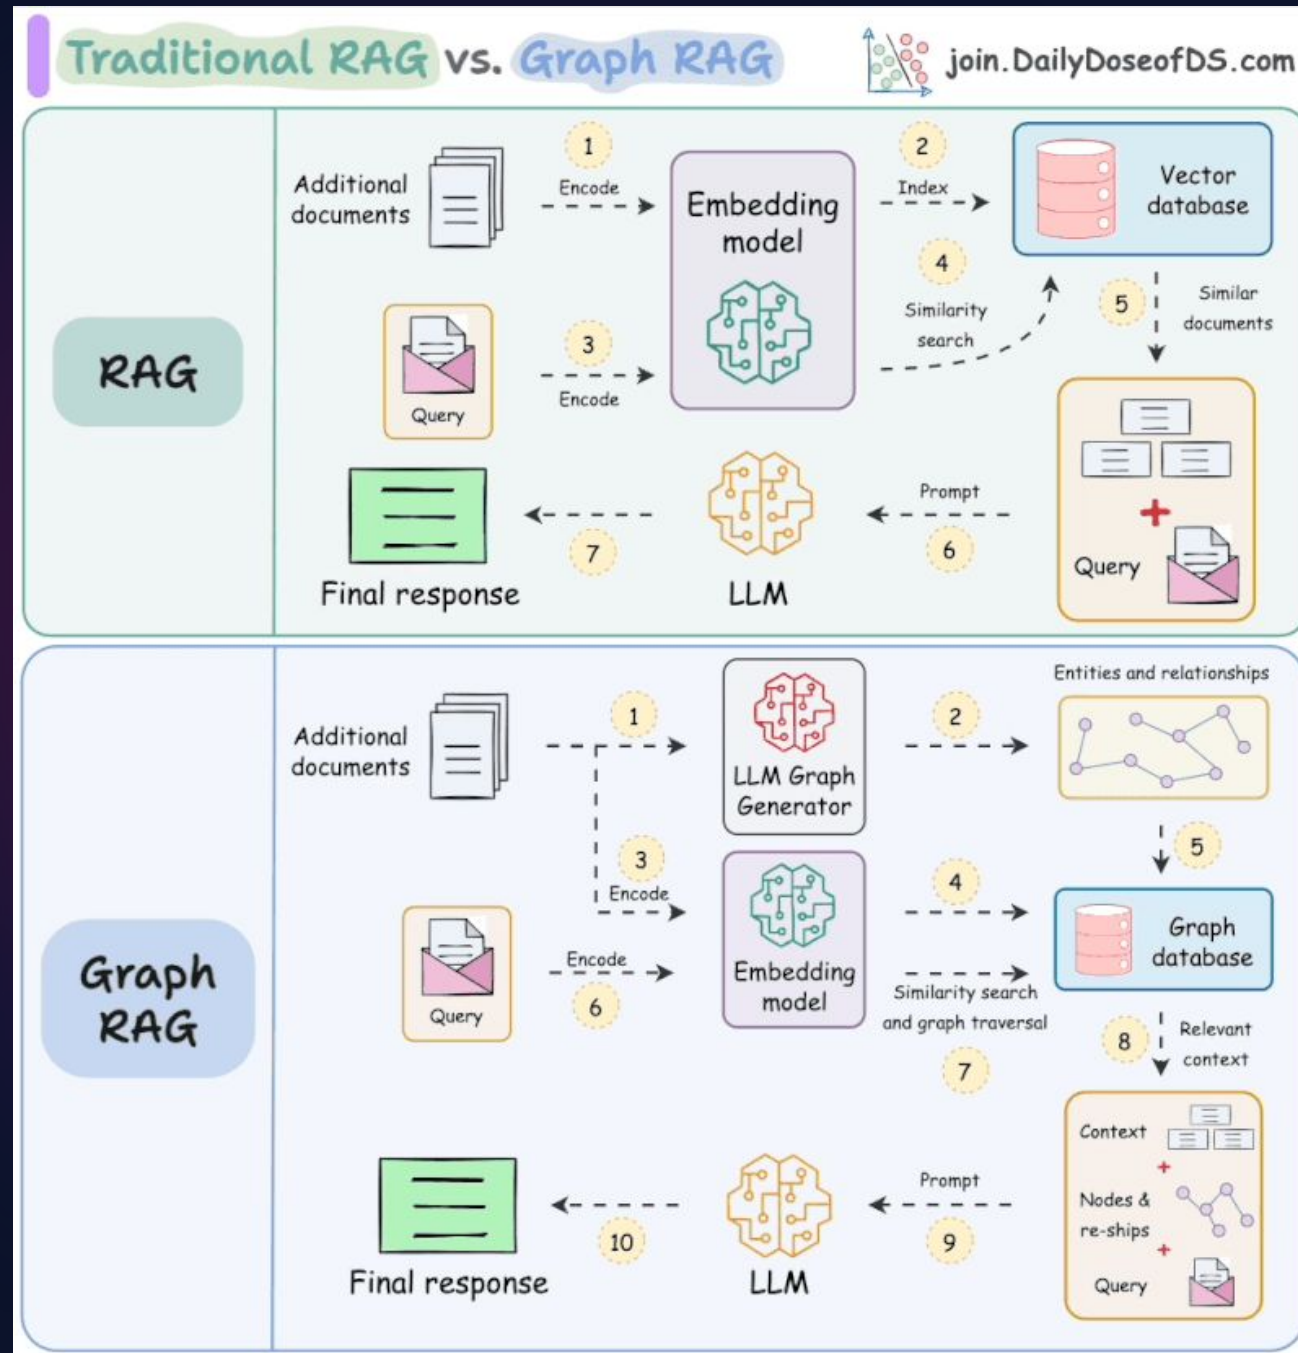 Traditional RAG vs. Graph RAG
join.DailyDoseofDS.com
RAG
Additional
documents
1
Encode
Embedding
model
2
Index
Vector
database
Query
3
Encode
4
Similarity
search
5
Similar
documents
+
Query
Prompt
6
LLM
7
Final response
Graph
RAG
Additional
documents
1
LLM Graph
Generator
2
Entities and relationships
3
Encode
Embedding
model
4
5
Graph
database
Query
Encode
6
Similarity search
and graph traversal
7
8
Relevant
context
Context
+
Nodes &
re-ships
+
Query
Prompt
9
LLM
10
Final response